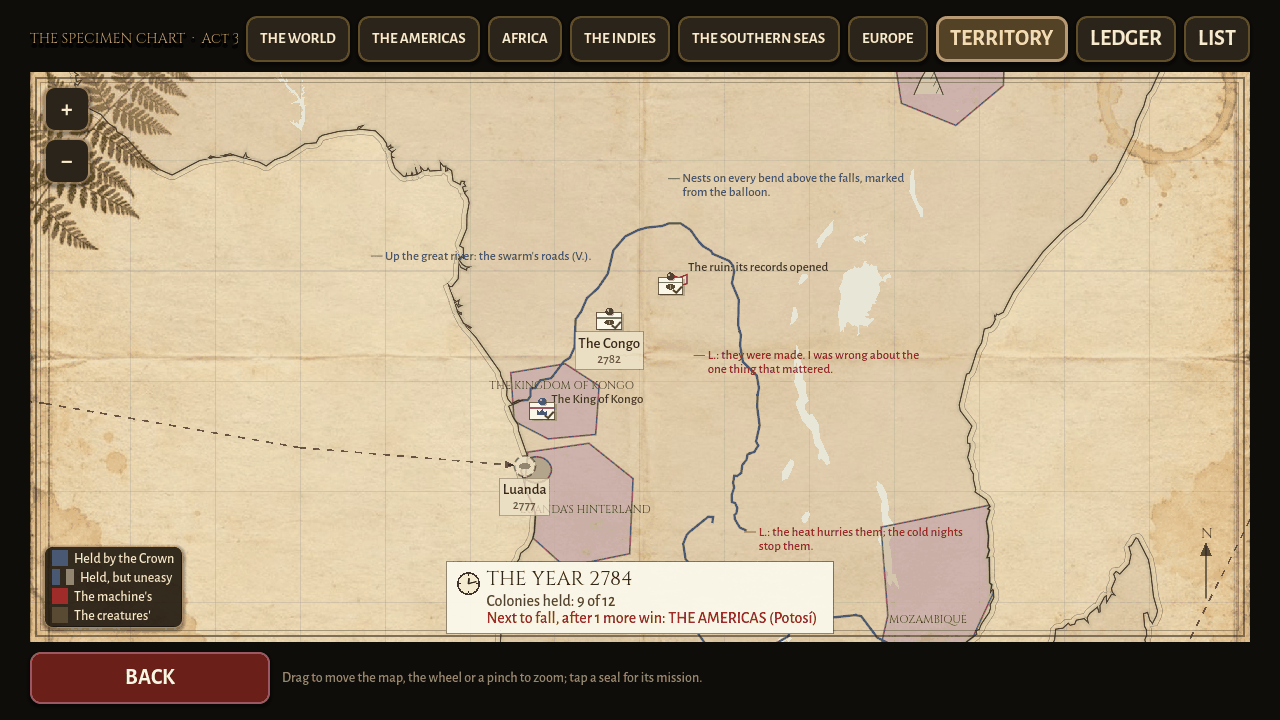 THE SPECIMEN CHART · ACT 3
THE WORLD
THE AMERICAS
AFRICA
THE INDIES
THE SOUTHERN SEAS
EUROPE
TERRITORY
LEDGER
LIST
+
−
— Nests on every bend above the falls, marked
from the balloon.
— Up the great river: the swarm's roads (V.).
The ruin: its records opened
The Congo
2782
— L.: they were made. I was wrong about the
one thing that mattered.
THE KINGDOM OF KONGO
The King of Kongo
Luanda
2777
NDA'S HINTERLAND
— L.: the heat hurries them; the cold nights
stop them.
N
MOZAMBIQUE
Held by the Crown
Held, but uneasy
The machine's
The creatures'
THE YEAR 2784
Colonies held: 9 of 12
Next to fall, after 1 more win: THE AMERICAS (Potosí)
BACK
Drag to move the map, the wheel or a pinch to zoom; tap a seal for its mission.